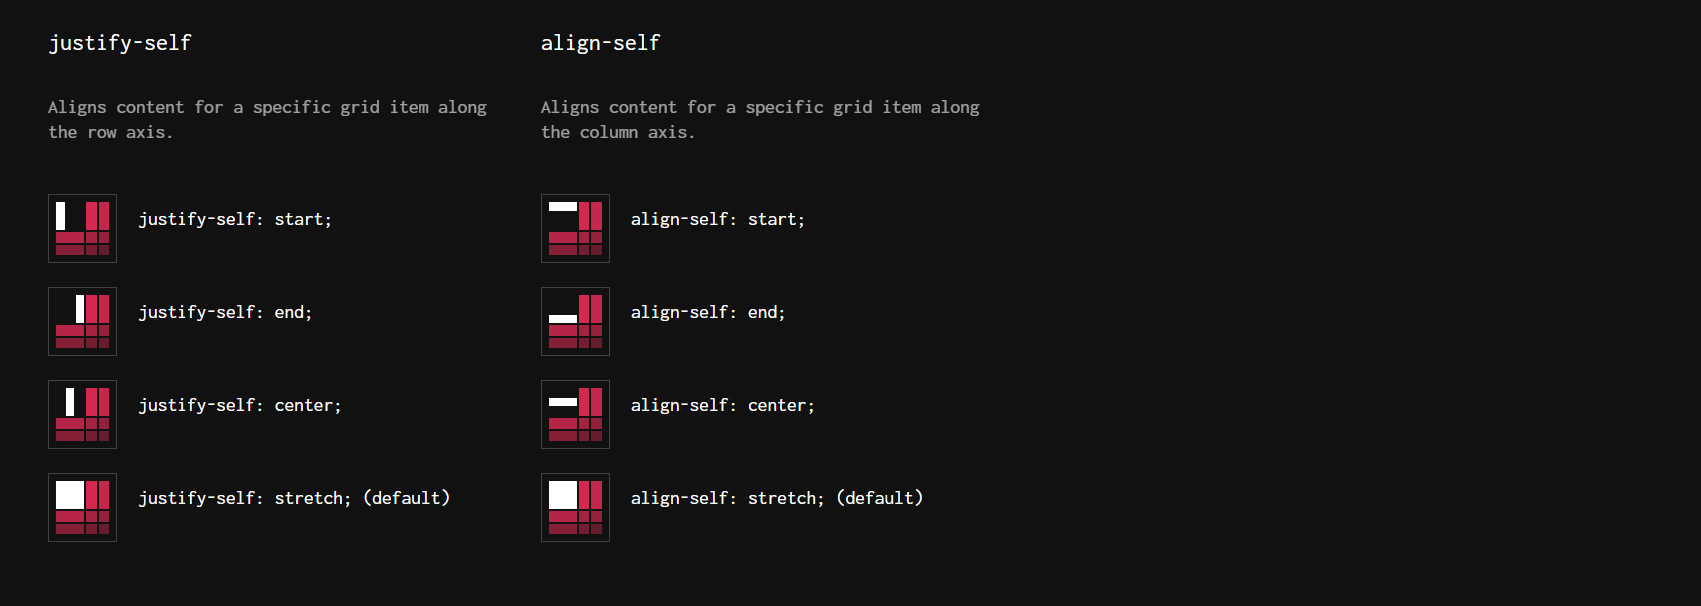 justify-self
Aligns content for a specific grid item along
the row axis.
justify-self: start;
justify-self: end;
justify-self: center;
justify-self: stretch; (default)
align-self
Aligns content for a specific grid item along
the column axis.
align-self: start;
align-self: end;
align-self: center;
align-self: stretch; (default)